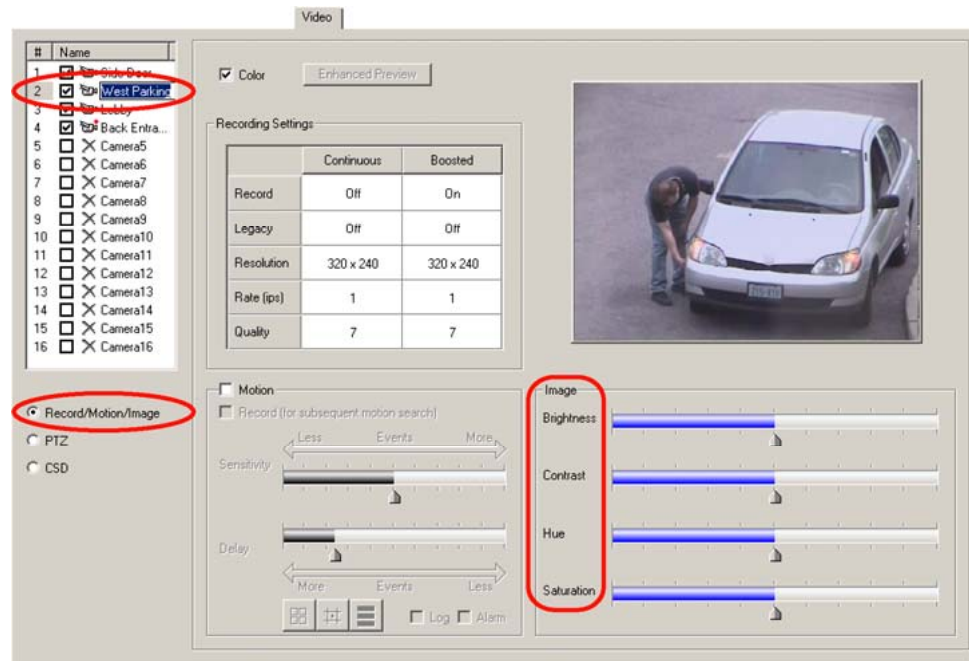 Video
# Name
1 Side Door
2 West Parking
3 Lobby
4 Back Entra...
5 Camera5
6 Camera6
7 Camera7
8 Camera8
9 Camera9
10 Camera10
11 Camera11
12 Camera12
13 Camera13
14 Camera14
15 Camera15
16 Camera16
Record/Motion/Image
PTZ
CSD
Color
Enhanced Preview
Recording Settings
Continuous Boosted
Record Off On
Legacy Off Off
Resolution 320 x 240 320 x 240
Rate (ips) 1 1
Quality 7 7
Motion
Record (for subsequent motion search)
Less Events More
Sensitivity
Delay
More Events Less
Log Alarm
Image
Brightness
Contrast
Hue
Saturation